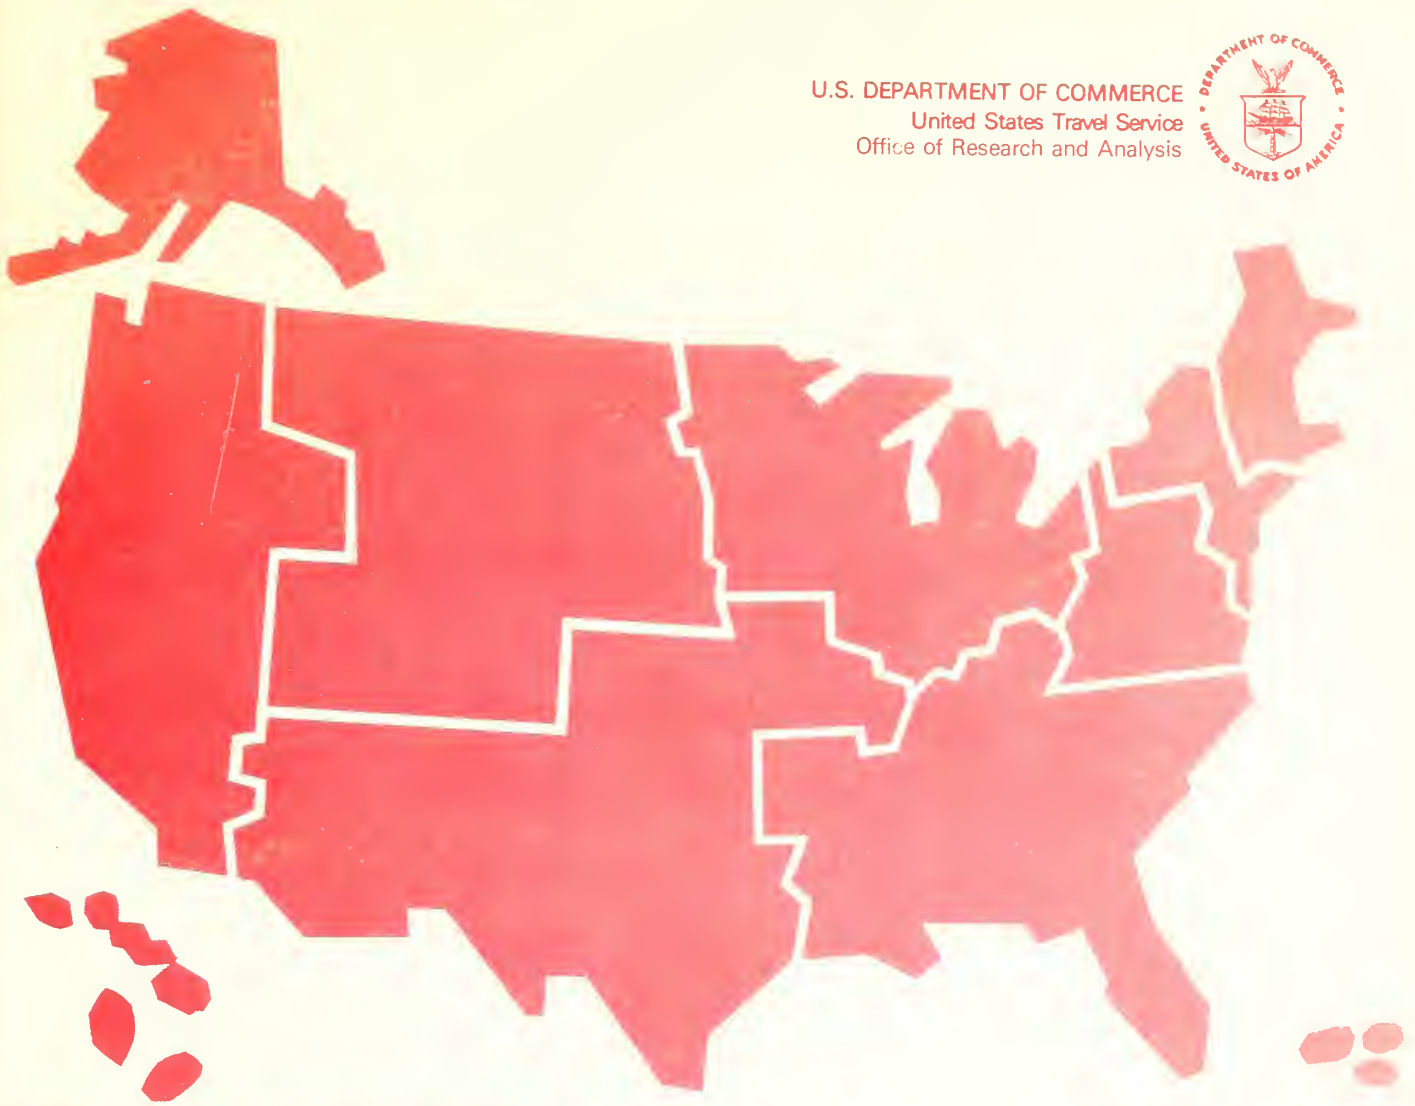 U.S. DEPARTMENT OF COMMERCE
United States Travel Service
Office of Research and Analysis
DEPARTMENT OF COMMERCE
UNITED STATES OF AMERICA